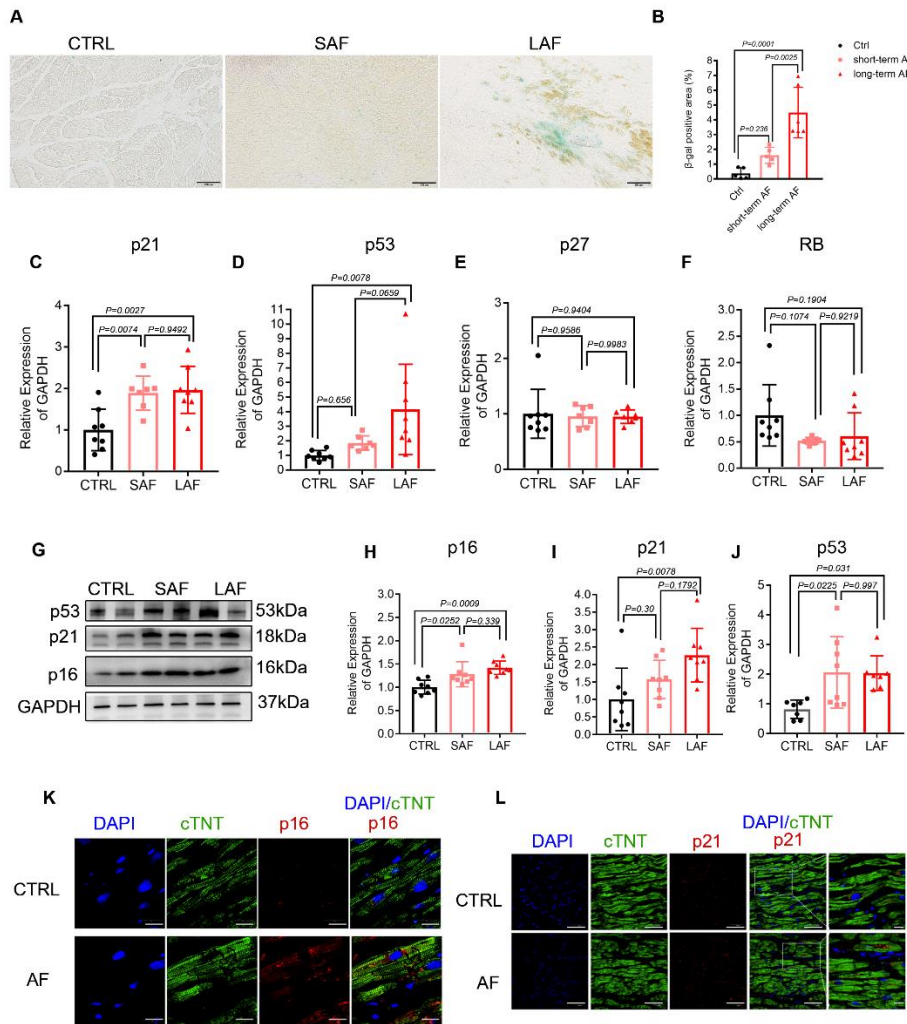 A
CTRL
SAF
LAF
B
β-gal positive area (%)
8
7
6
5
4
3
2
1
0
P=0.0001
P=0.0025
P=0.236
Ctrl
short-term AF
long-term AF
Ctrl
short-term A
long-term A
C
p21
Relative Expression
of GAPDH
4
3
2
1
0
P=0.0027
P=0.0074
P=0.9492
CTRL
SAF
LAF
D
p53
Relative Expression
of GAPDH
11
10
9
8
7
6
5
4
3
2
1
0
P=0.0078
P=0.0659
P=0.656
CTRL
SAF
LAF
E
p27
Relative Expression
of GAPDH
2
1
0
P=0.9404
P=0.9586
P=0.9983
CTRL
SAF
LAF
F
RB
Relative Expression
of GAPDH
3.0
2.5
2.0
1.5
1.0
0.5
0.0
P=0.1904
P=0.1074
P=0.9219
CTRL
SAF
LAF
G
CTRL SAF LAF
p53 53kDa
p21 18kDa
p16 16kDa
GAPDH 37kDa
H
p16
Relative Expression
of GAPDH
3.0
2.5
2.0
1.5
1.0
0.5
0.0
P=0.0009
P=0.0252
P=0.339
CTRL
SAF
LAF
I
p21
Relative Expression
of GAPDH
5.0
4.5
4.0
3.5
3.0
2.5
2.0
1.5
1.0
0.5
0.0
P=0.0078
P=0.1792
P=0.30
CTRL
SAF
LAF
J
p53
Relative Expression
of GAPDH
5
4
3
2
1
0
P=0.031
P=0.0225
P=0.997
CTRL
SAF
LAF
K
DAPI
cTNT
p16
DAPI/cTNT
p16
CTRL
AF
L
DAPI
cTNT
p21
DAPI/cTNT
p21
CTRL
AF